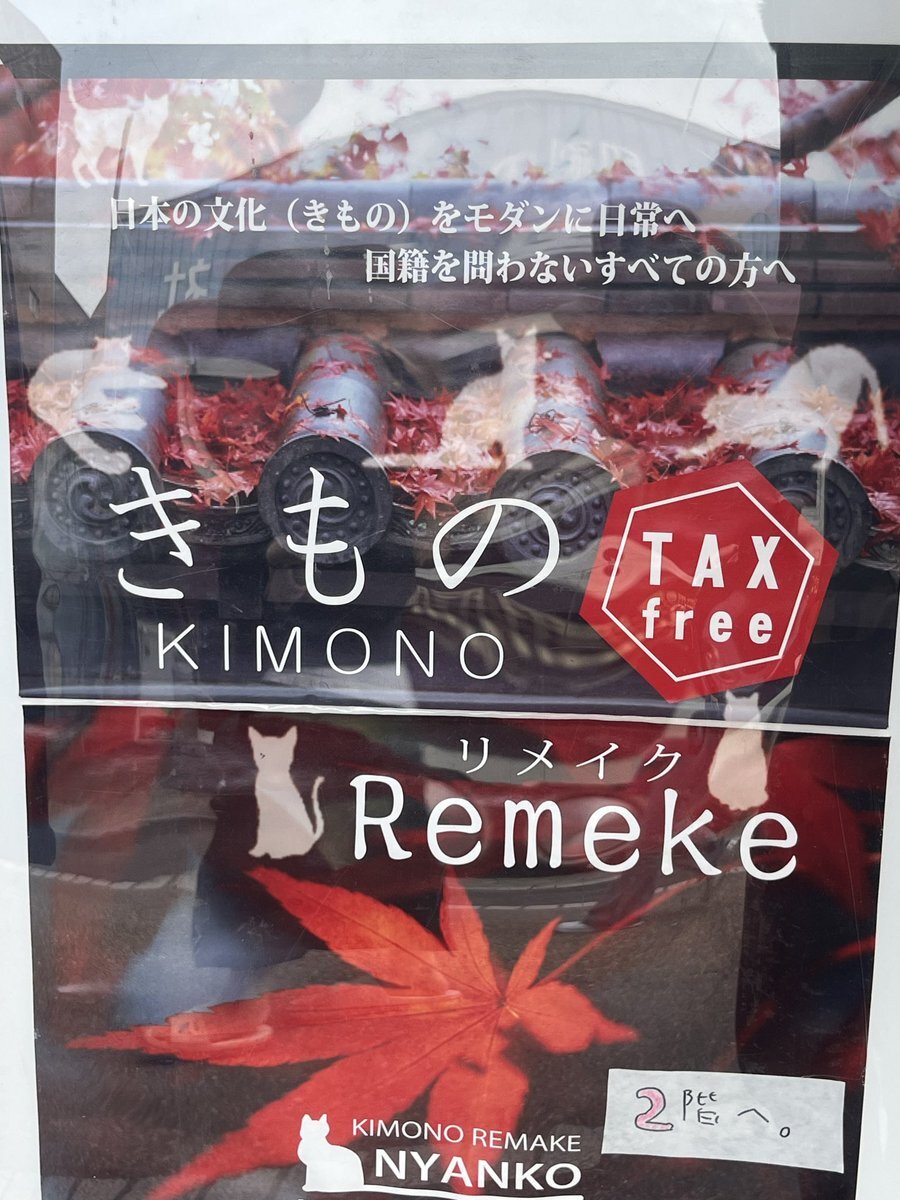 日本の文化（きもの）をモダンに日常へ
国籍を問わないすべての方へ
きもの
KIMONO
TAX
free
リメイク
Remeke
KIMONO REMAKE
NYANKO
2階へ。